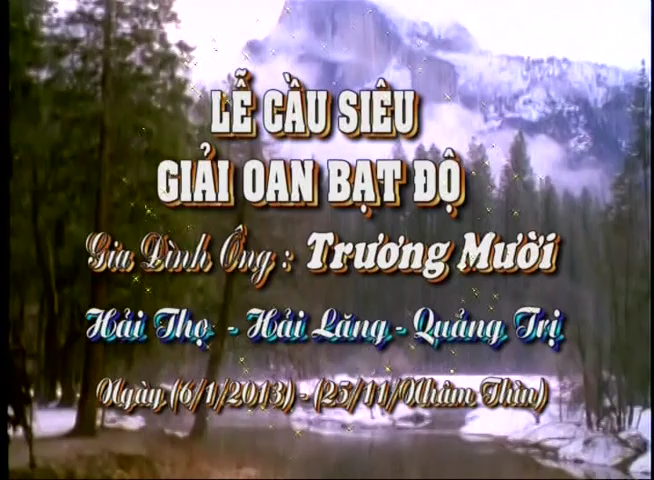 LỄ CẦU SIÊU
GIẢI OAN BẠT ĐỘ
Gia Đình Ông : Trương Mười
Hải Thọ - Hải Lăng - Quảng Trị
Ngày (6/1/2013) - (25/11/Nhâm Thìn)